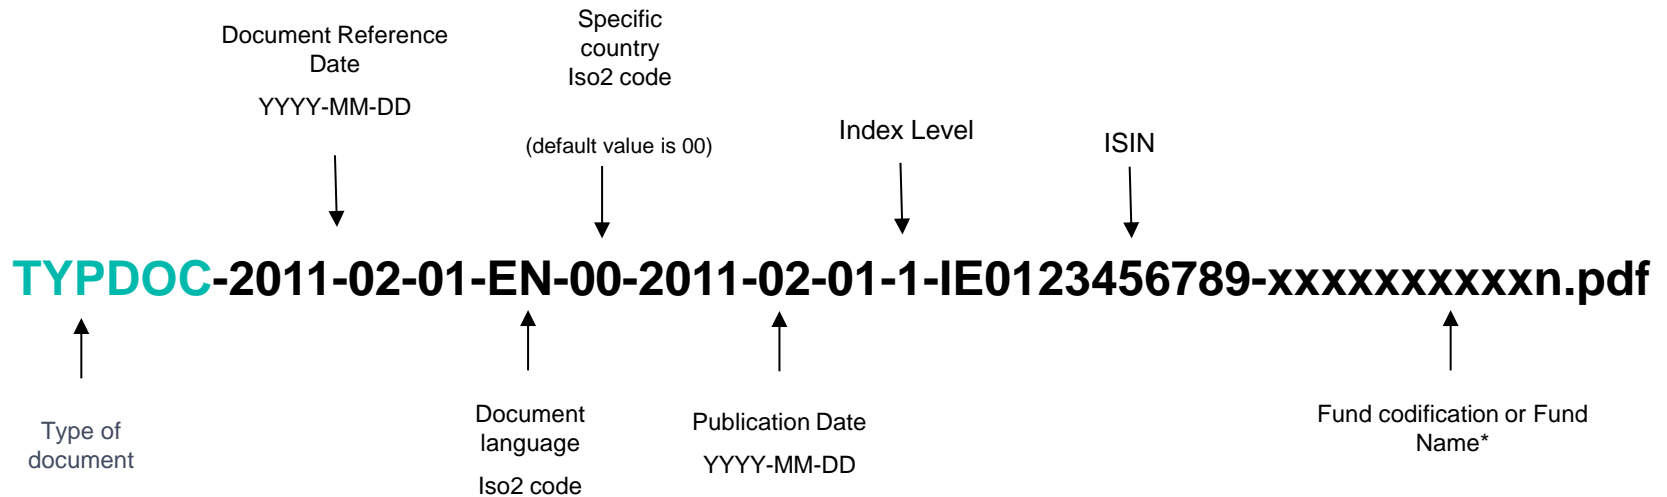 Document Reference
Date
YYYY-MM-DD
Specific
country
Iso2 code
(default value is 00)
Index Level
ISIN
TYPDOC-2011-02-01-EN-00-2011-02-01-1-IE0123456789-xxxxxxxxxxn.pdf
Type of
document
Document
language
Iso2 code
Publication Date
YYYY-MM-DD
Fund codification or Fund
Name*